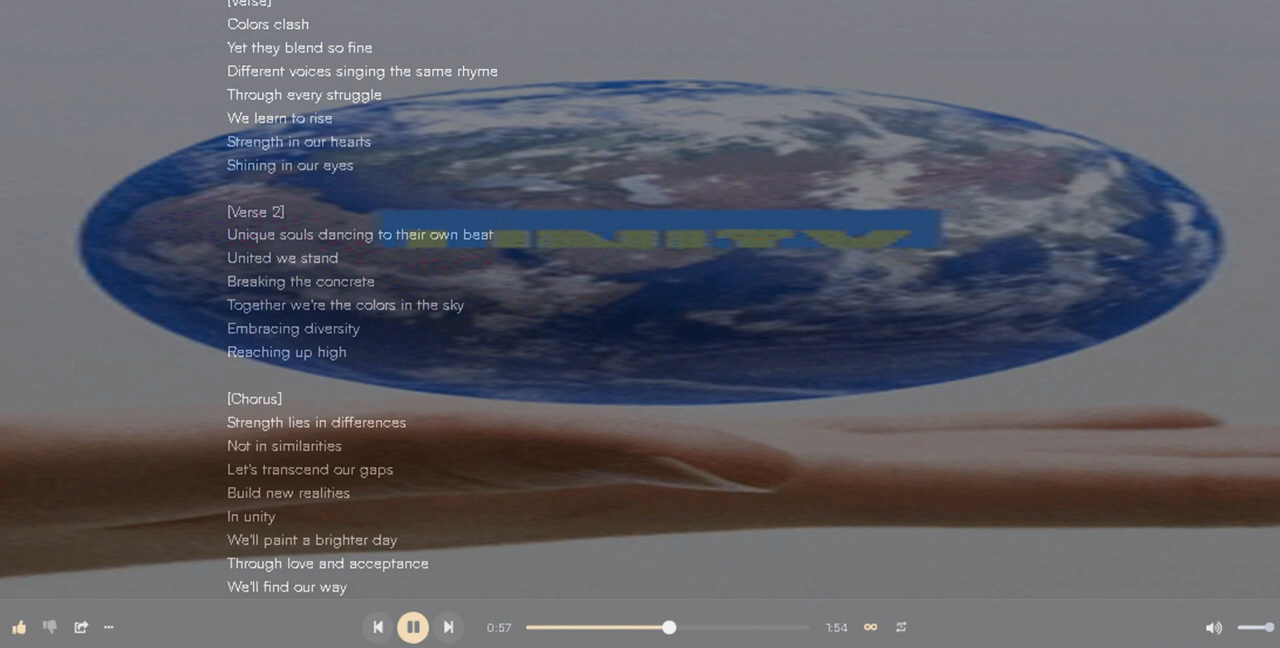 [Verse]
Colors clash
Yet they blend so fine
Different voices singing the same rhyme
Through every struggle
We learn to rise
Strength in our hearts
Shining in our eyes
[Verse 2]
Unique souls dancing to their own beat
United we stand
Breaking the concrete
Together we're the colors in the sky
Embracing diversity
Reaching up high
[Chorus]
Strength lies in differences
Not in similarities
Let's transcend our gaps
Build new realities
In unity
We'll paint a brighter day
Through love and acceptance
We'll find our way
0:57
1:54